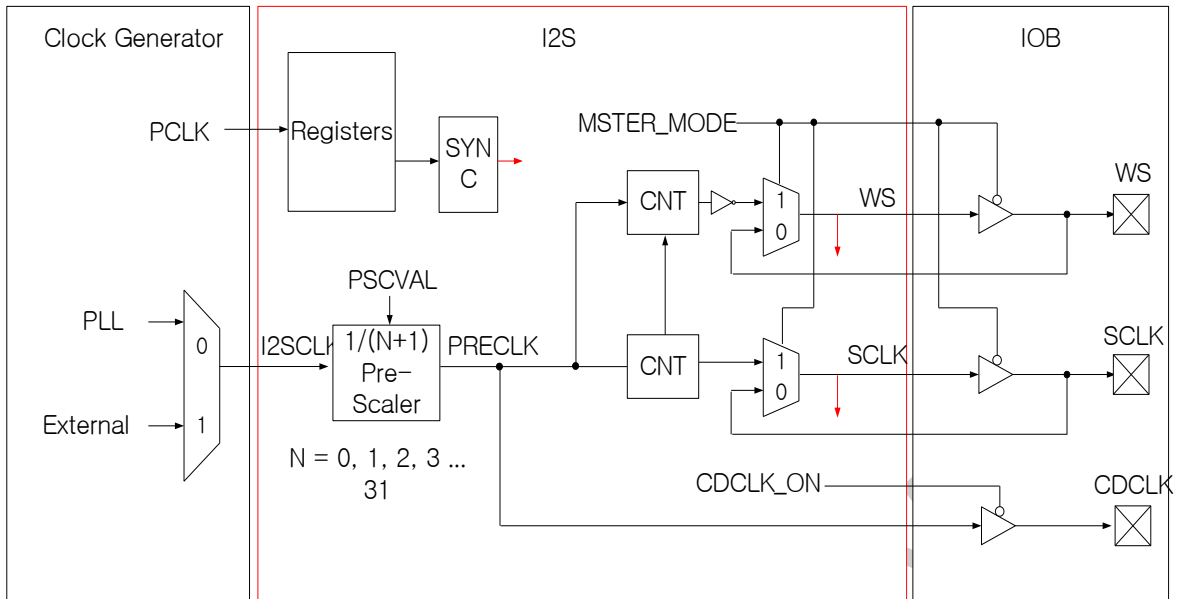 Clock Generator
I2S
IOB
PCLK
Registers
SYN
C
MSTER_MODE
CNT
1
0
WS
WS
PSCVAL
PLL
0
I2SCLK
1/(N+1)
Pre-
Scaler
PRECLK
CNT
1
0
SCLK
SCLK
External
1
N = 0, 1, 2, 3 ...
31
CDCLK_ON
CDCLK